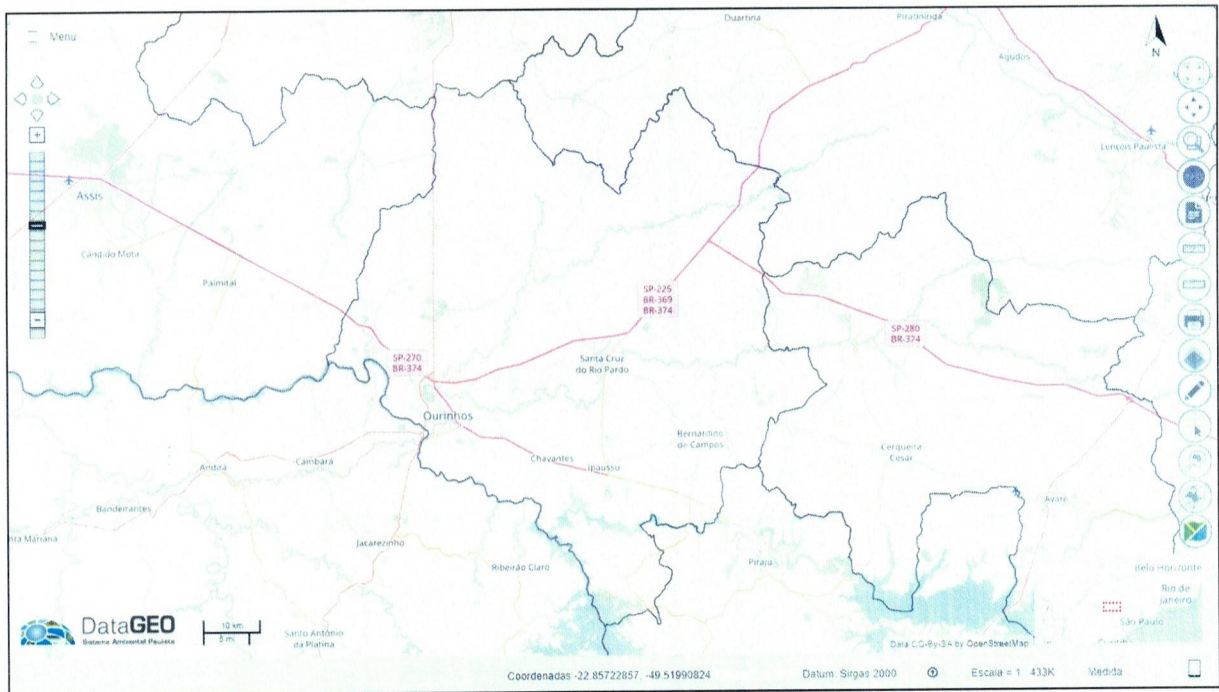 Menu
Duartina
Piratininga
N
Agudos
Lençois Paulista
Assis
Cândido Mota
Palmital
SP-225
BR-369
BR-374
SP-280
BR-374
SP-270
BR-374
Santa Cruz
do Rio Pardo
Ourinhos
Bernardino
de Campos
Cerqueira
César
Chavantes
Ipaussu
Cambará
Andirá
Avaré
Bandeirantes
nta Mariana
Jacarezinho
Ribeirão Claro
Piraju
Belo Horizonte
Rio de
Janeiro
São Paulo
DataGEO
Sistema Ambiental Paulista
10 km
5 mi
Santo Antônio
da Platina
Data CC-By-SA by OpenStreetMap
Coordenadas -22.85722857, -49.51990824
Datum: Sirgas 2000
Escala = 1 : 433K
Medida